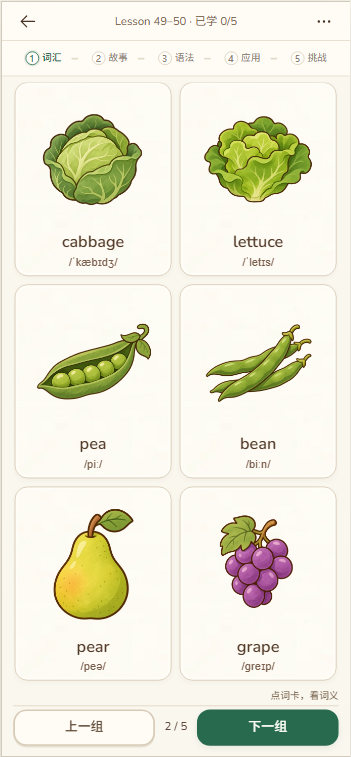 Lesson 49–50 · 已学 0/5
1 词汇 – 2 故事 – 3 语法 – 4 应用 – 5 挑战
cabbage lettuce
/ˈkæbɪdʒ/ /ˈletɪs/
pea bean
/piː/ /biːn/
pear grape
/peə/ /greɪp/
点词卡，看词义
上一组 2 / 5 下一组